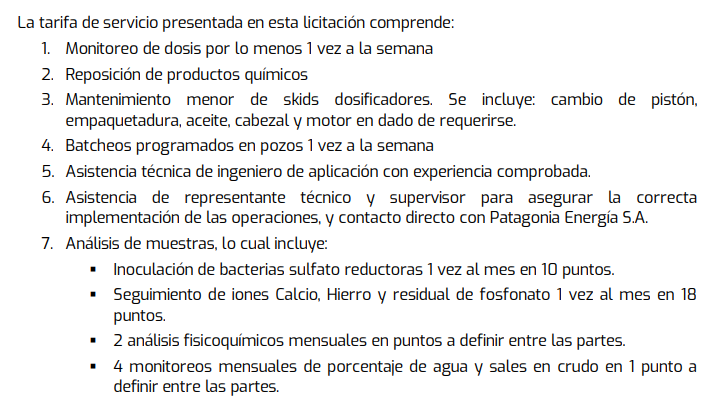 La tarifa de servicio presentada en esta licitación comprende:
1. Monitoreo de dosis por lo menos 1 vez a la semana
2. Reposición de productos químicos
3. Mantenimiento menor de skids dosificadores. Se incluye: cambio de pistón,
empaquetadura, aceite, cabezal y motor en dado de requerirse.
4. Batcheos programados en pozos 1 vez a la semana
5. Asistencia técnica de ingeniero de aplicación con experiencia comprobada.
6. Asistencia de representante técnico y supervisor para asegurar la correcta
implementación de las operaciones, y contacto directo con Patagonia Energía S.A.
7. Análisis de muestras, lo cual incluye:
▪ Inoculación de bacterias sulfato reductoras 1 vez al mes en 10 puntos.
▪ Seguimiento de iones Calcio, Hierro y residual de fosfonato 1 vez al mes en 18
puntos.
▪ 2 análisis fisicoquímicos mensuales en puntos a definir entre las partes.
▪ 4 monitoreos mensuales de porcentaje de agua y sales en crudo en 1 punto a
definir entre las partes.